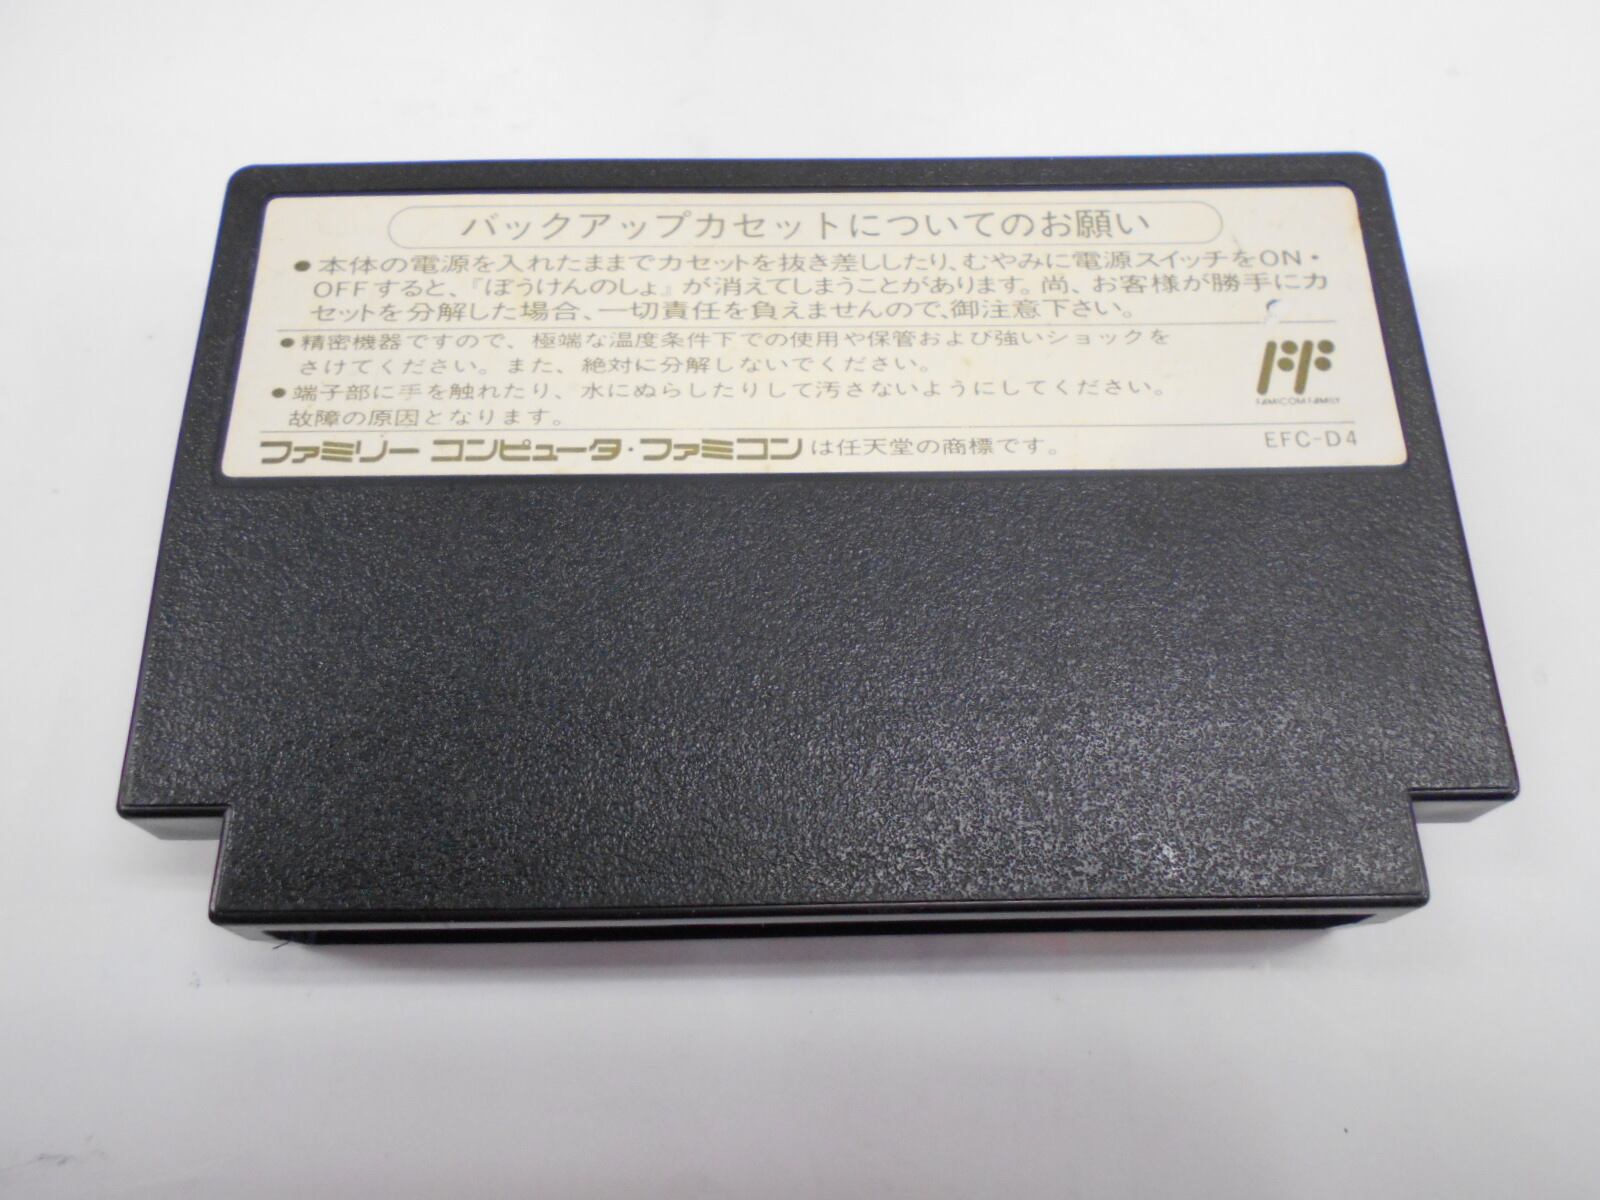 バックアップカセットについてのお願い
●本体の電源を入れたままでカセットを抜き差ししたり、むやみに電源スイッチをON・
OFFすると、『ぼうけんのしょ』が消えてしまうことがあります。尚、お客様が勝手にカ
セットを分解した場合、一切責任を負えませんので、御注意下さい。
●精密機器ですので、極端な温度条件下での使用や保管および強いショックを
さけてください。また、絶対に分解しないでください。
●端子部に手を触れたり、水にぬらしたりして汚さないようにしてください。
故障の原因となります。
FF
FAMICOM FAMILY
ファミリー コンピュータ・ファミコンは任天堂の商標です。
EFC-D4